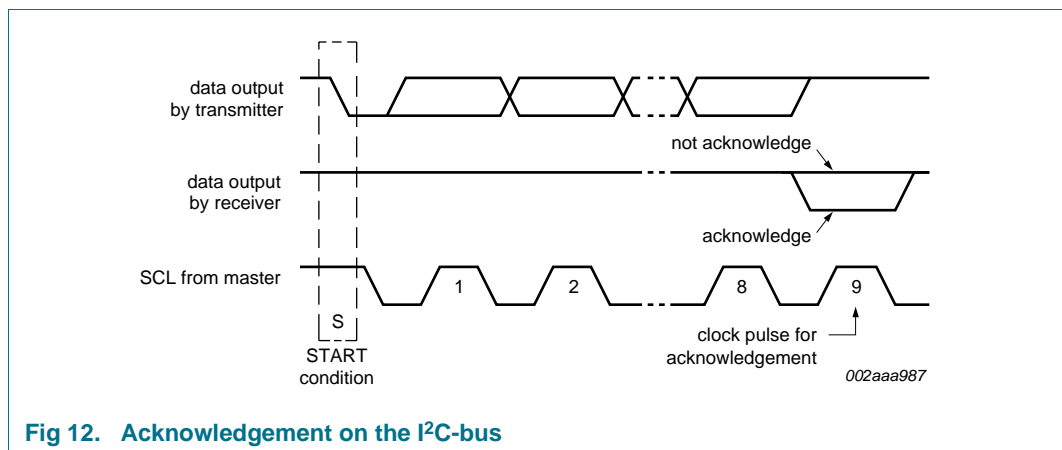 data output
by transmitter
not acknowledge
data output
by receiver
acknowledge
SCL from master
1
2
8
9
S
START
condition
clock pulse for
acknowledgement
002aaa987
Fig 12. Acknowledgement on the I²C-bus